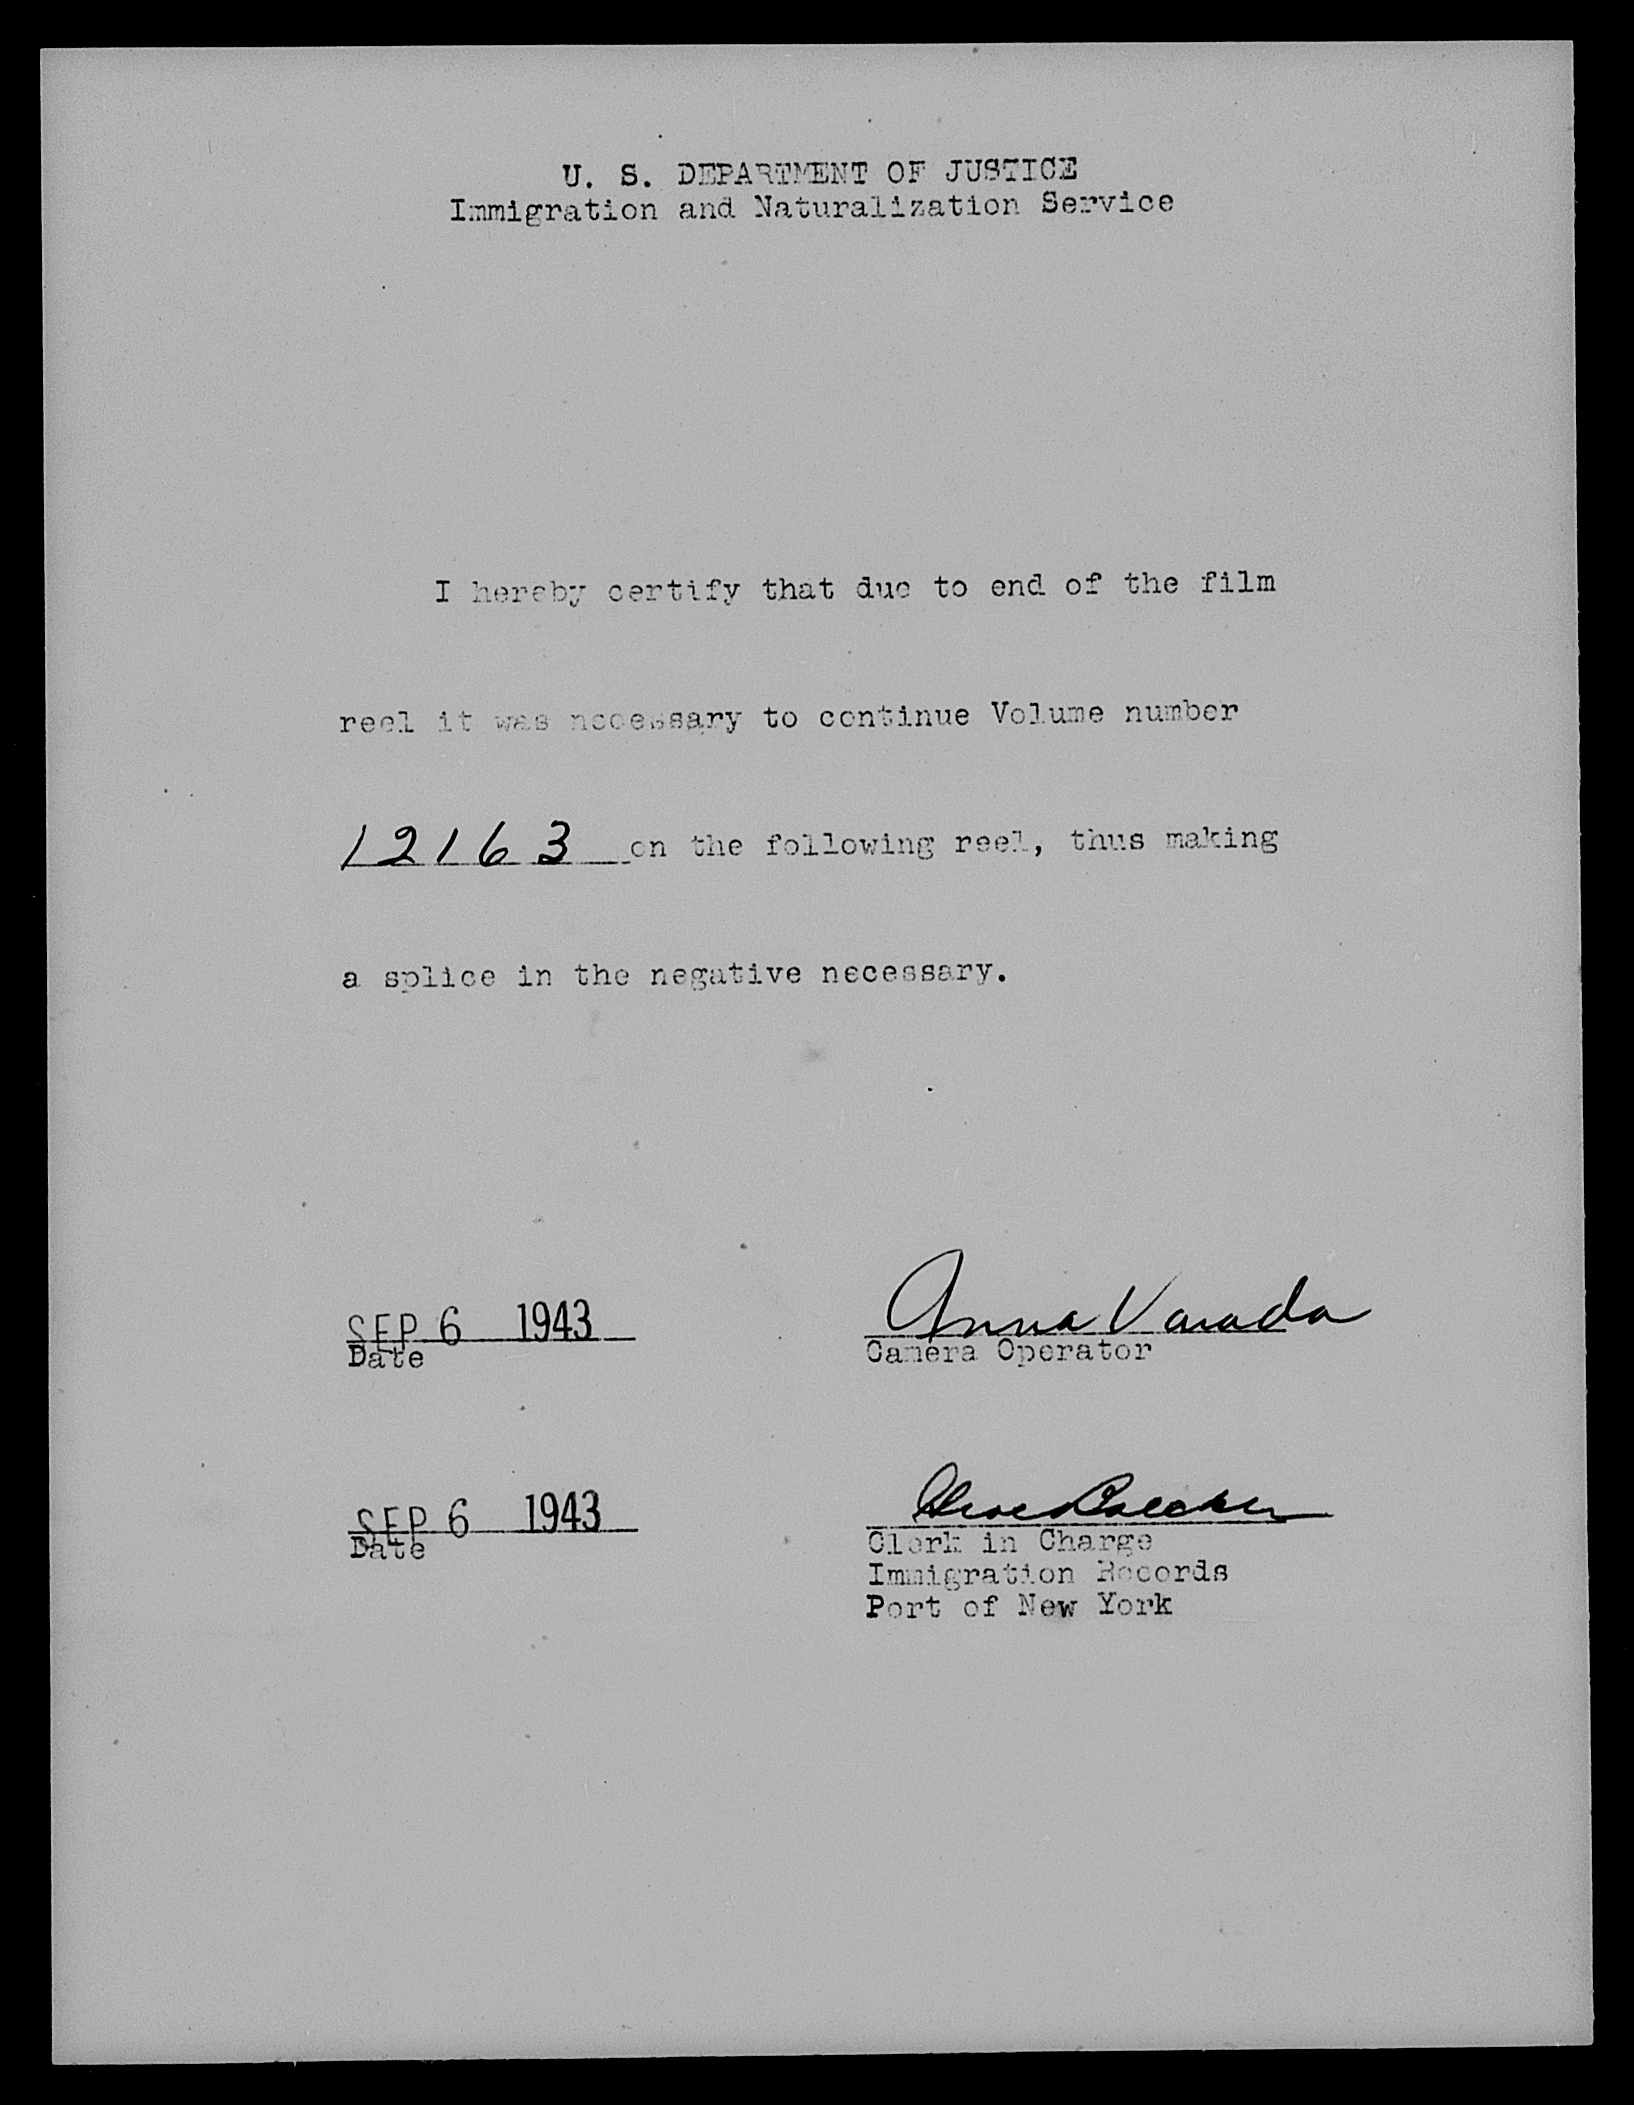 U. S. DEPARTMENT OF JUSTICE
Immigration and Naturalization Service
I hereby certify that due to end of the film
reel it was necessary to continue Volume number
12163 on the following reel, thus making
a splice in the negative necessary.
SEP 6 1943
Date
Anna Varada
Camera Operator
SEP 6 1943
Date
Clerk in Charge
Immigration Records
Port of New York